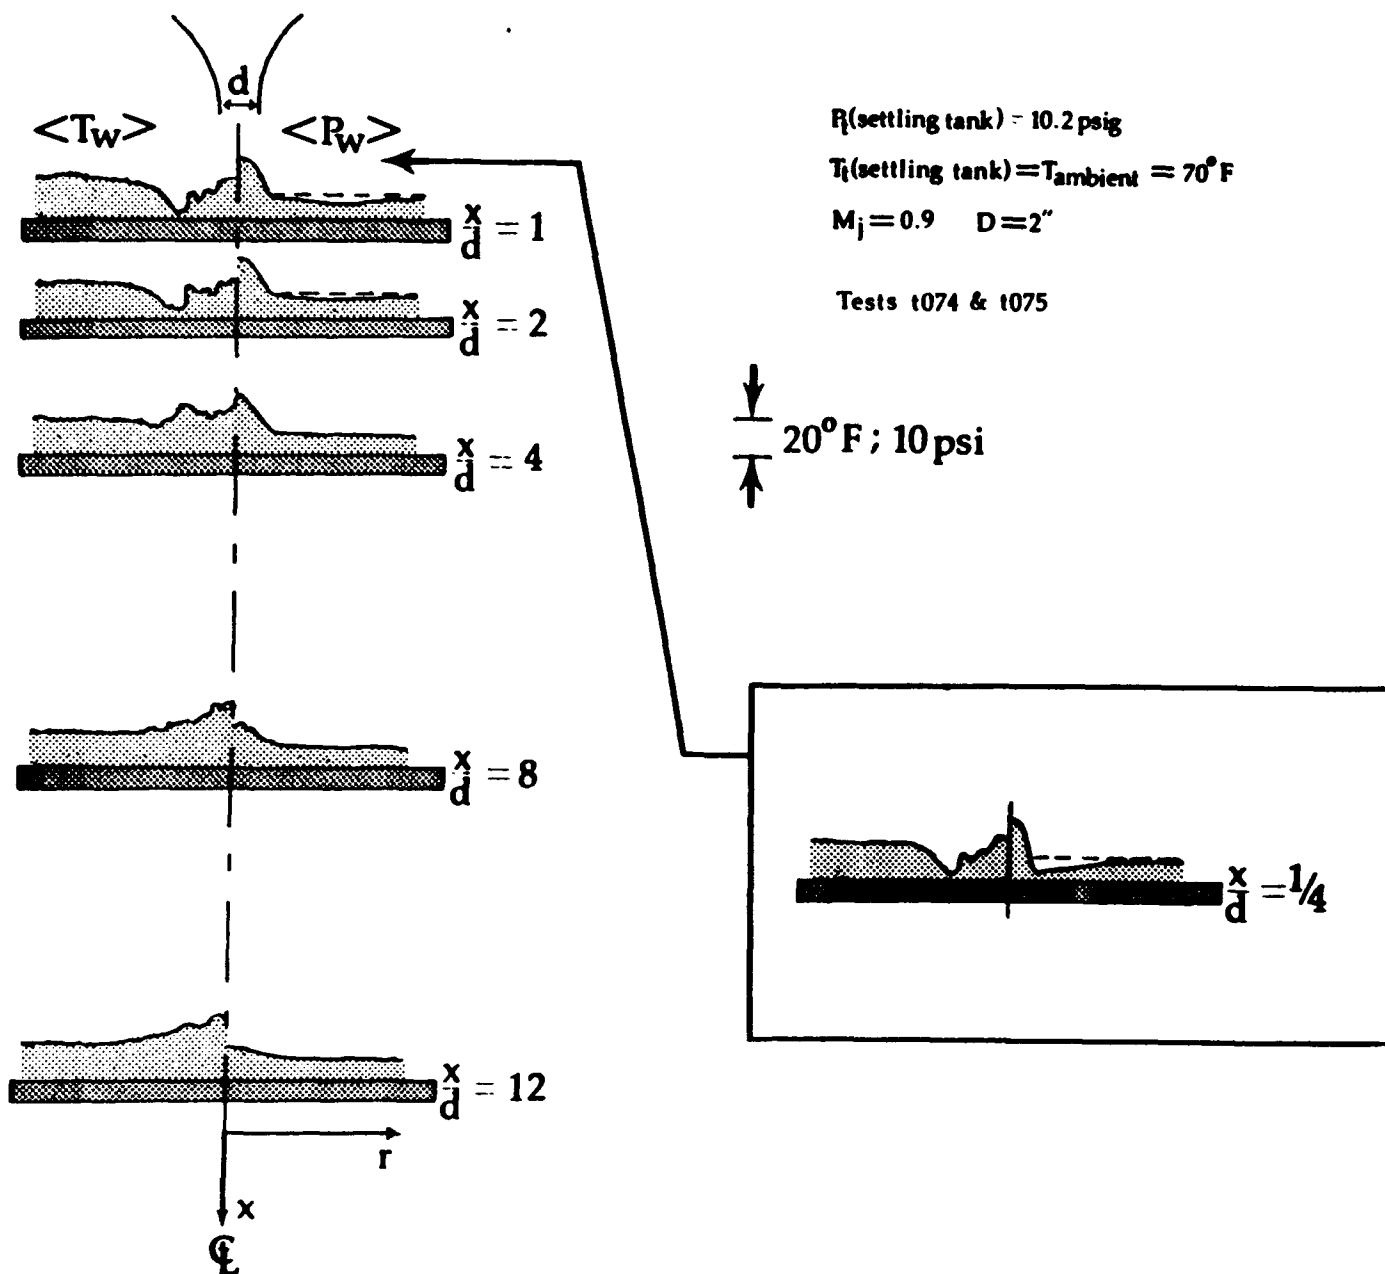 d
<Tw> <Pw>
Pt(settling tank) = 10.2 psig
Tt(settling tank) = Tambient = 70°F
Mj = 0.9 D = 2"
Tests t074 & t075
x/d = 1
x/d = 2
x/d = 4
20°F ; 10 psi
x/d = 8
x/d = 1/4
x/d = 12
r
x
℄